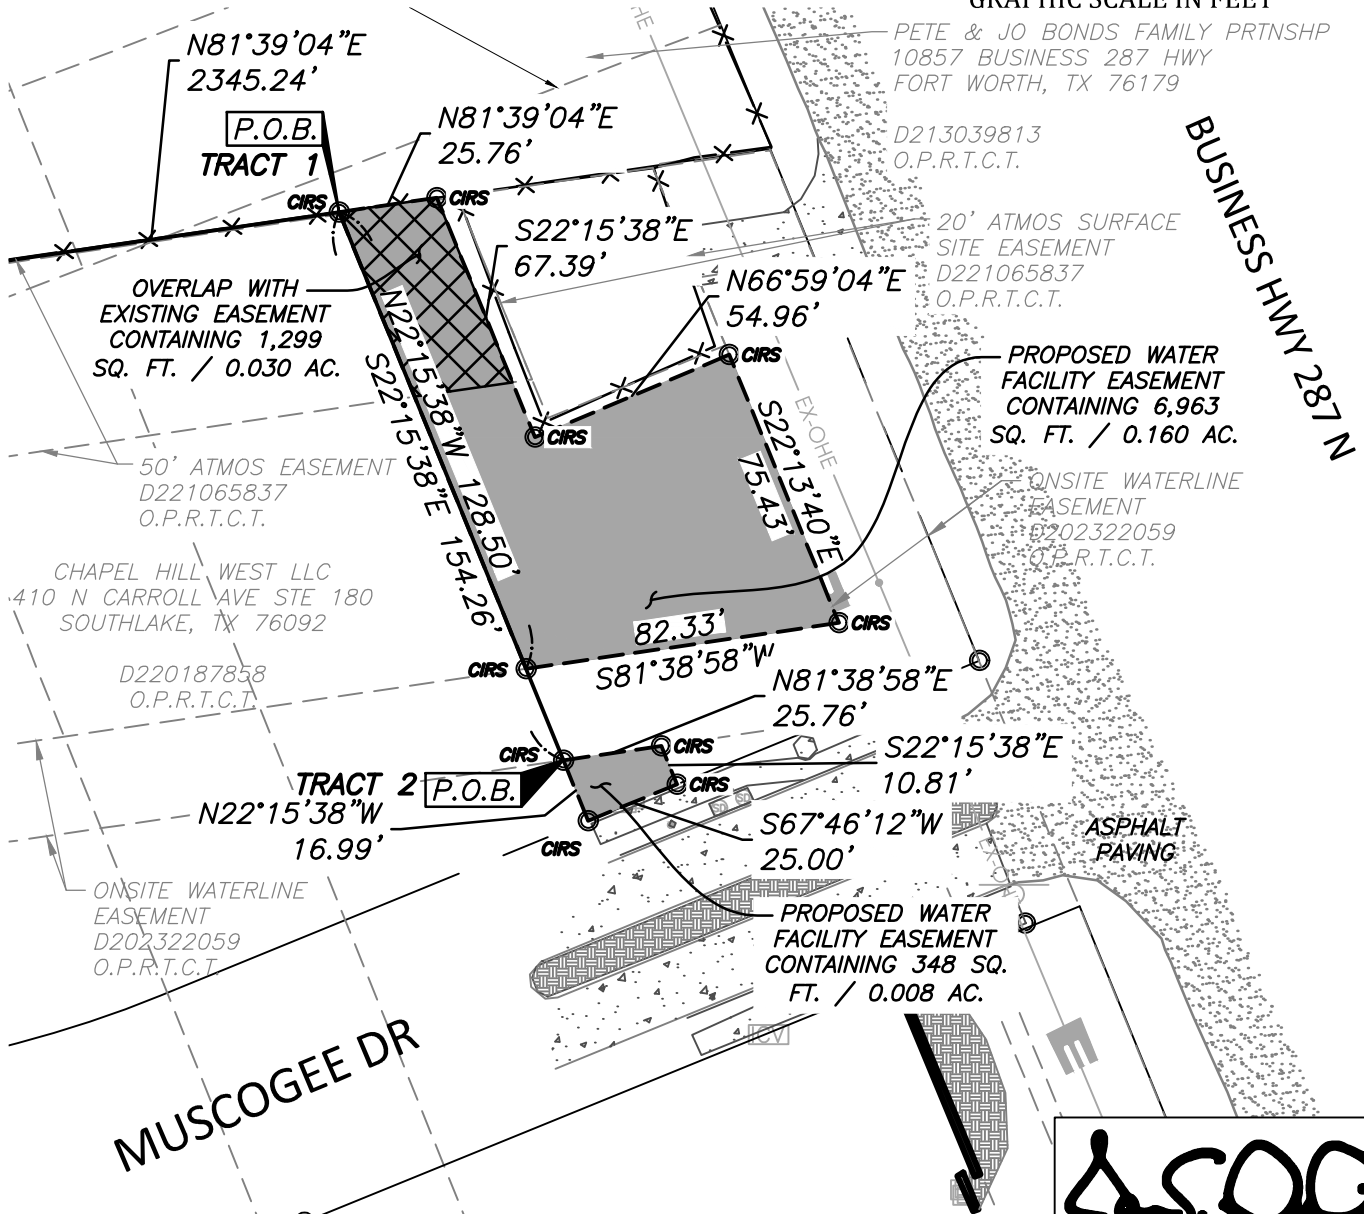 GRAPHIC SCALE IN FEET
PETE & JO BONDS FAMILY PRTNSHP
10857 BUSINESS 287 HWY
FORT WORTH, TX 76179
D213039813
O.P.R.T.C.T.
N81°39'04"E
2345.24'
P.O.B.
TRACT 1
N81°39'04"E
25.76'
CIRS
CIRS
S22°15'38"E
67.39'
20' ATMOS SURFACE
SITE EASEMENT
D221065837
O.P.R.T.C.T.
BUSINESS HWY 287 N
OVERLAP WITH
EXISTING EASEMENT
CONTAINING 1,299
SQ. FT. / 0.030 AC.
N66°59'04"E
54.96'
CIRS
CIRS
PROPOSED WATER
FACILITY EASEMENT
CONTAINING 6,963
SQ. FT. / 0.160 AC.
N22°15'38"W 128.50'
S22°15'38"E 154.26'
S22°13'40"E
75.43'
EX-OHE
50' ATMOS EASEMENT
D221065837
O.P.R.T.C.T.
ONSITE WATERLINE
EASEMENT
D202322059
O.P.R.T.C.T.
CHAPEL HILL WEST LLC
410 N CARROLL AVE STE 180
SOUTHLAKE, TX 76092
D220187858
O.P.R.T.C.T.
82.33'
S81°38'58"W
CIRS
CIRS
N81°38'58"E
25.76'
CIRS
CIRS
CIRS
CIRS
TRACT 2
P.O.B.
S22°15'38"E
10.81'
N22°15'38"W
16.99'
S67°46'12"W
25.00'
SD
SD
ASPHALT
PAVING
ONSITE WATERLINE
EASEMENT
D202322059
O.P.R.T.C.T.
PROPOSED WATER
FACILITY EASEMENT
CONTAINING 348 SQ.
FT. / 0.008 AC.
ICV
E
MUSCOGEE DR